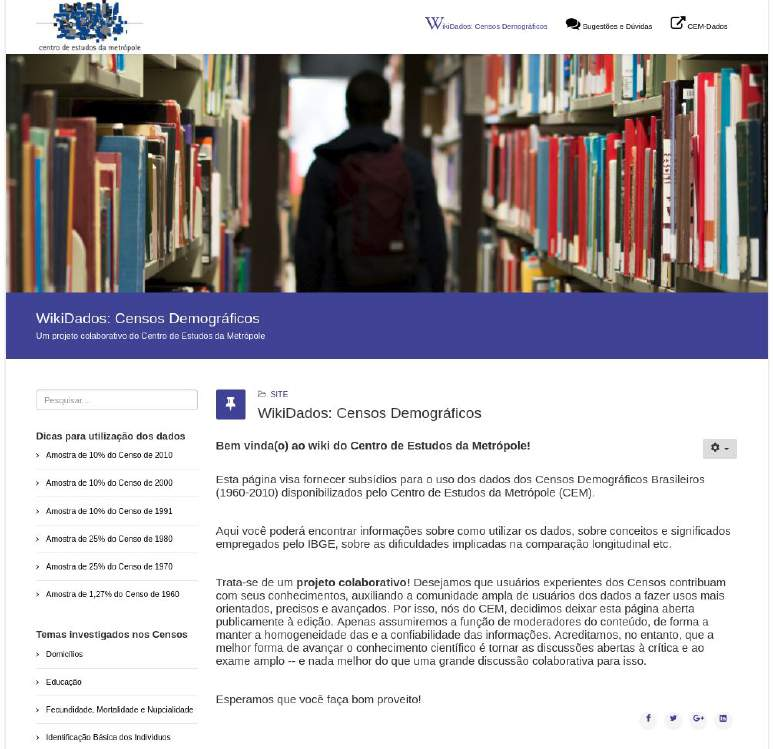 centro de estudos da metrópole
WikiDados: Censos Demográficos
Sugestões e Dúvidas
CEM-Dados
WikiDados: Censos Demográficos
Um projeto colaborativo do Centro de Estudos da Metrópole
Pesquisar...
Dicas para utilização dos dados
Amostra de 10% do Censo de 2010
Amostra de 10% do Censo de 2000
Amostra de 10% do Censo de 1991
Amostra de 25% do Censo de 1980
Amostra de 25% do Censo de 1970
Amostra de 1,27% do Censo de 1960
Temas investigados nos Censos
Domicílios
Educação
Fecundidade, Mortalidade e Nupcialidade
Identificação Básica dos Indivíduos
SITE
WikiDados: Censos Demográficos
Bem vinda(o) ao wiki do Centro de Estudos da Metrópole!
Esta página visa fornecer subsídios para o uso dos dados dos Censos Demográficos Brasileiros
(1960-2010) disponibilizados pelo Centro de Estudos da Metrópole (CEM).
Aqui você poderá encontrar informações sobre como utilizar os dados, sobre conceitos e significados
empregados pelo IBGE, sobre as dificuldades implicadas na comparação longitudinal etc.
Trata-se de um projeto colaborativo! Desejamos que usuários experientes dos Censos contribuam
com seus conhecimentos, auxiliando a comunidade ampla de usuários dos dados a fazer usos mais
orientados, precisos e avançados. Por isso, nós do CEM, decidimos deixar esta página aberta
publicamente à edição. Apenas assumiremos a função de moderadores do conteúdo, de forma a
manter a homogeneidade das e a confiabilidade das informações. Acreditamos, no entanto, que a
melhor forma de avançar o conhecimento científico é tornar as discussões abertas à crítica e ao
exame amplo -- e nada melhor do que uma grande discussão colaborativa para isso.
Esperamos que você faça bom proveito!